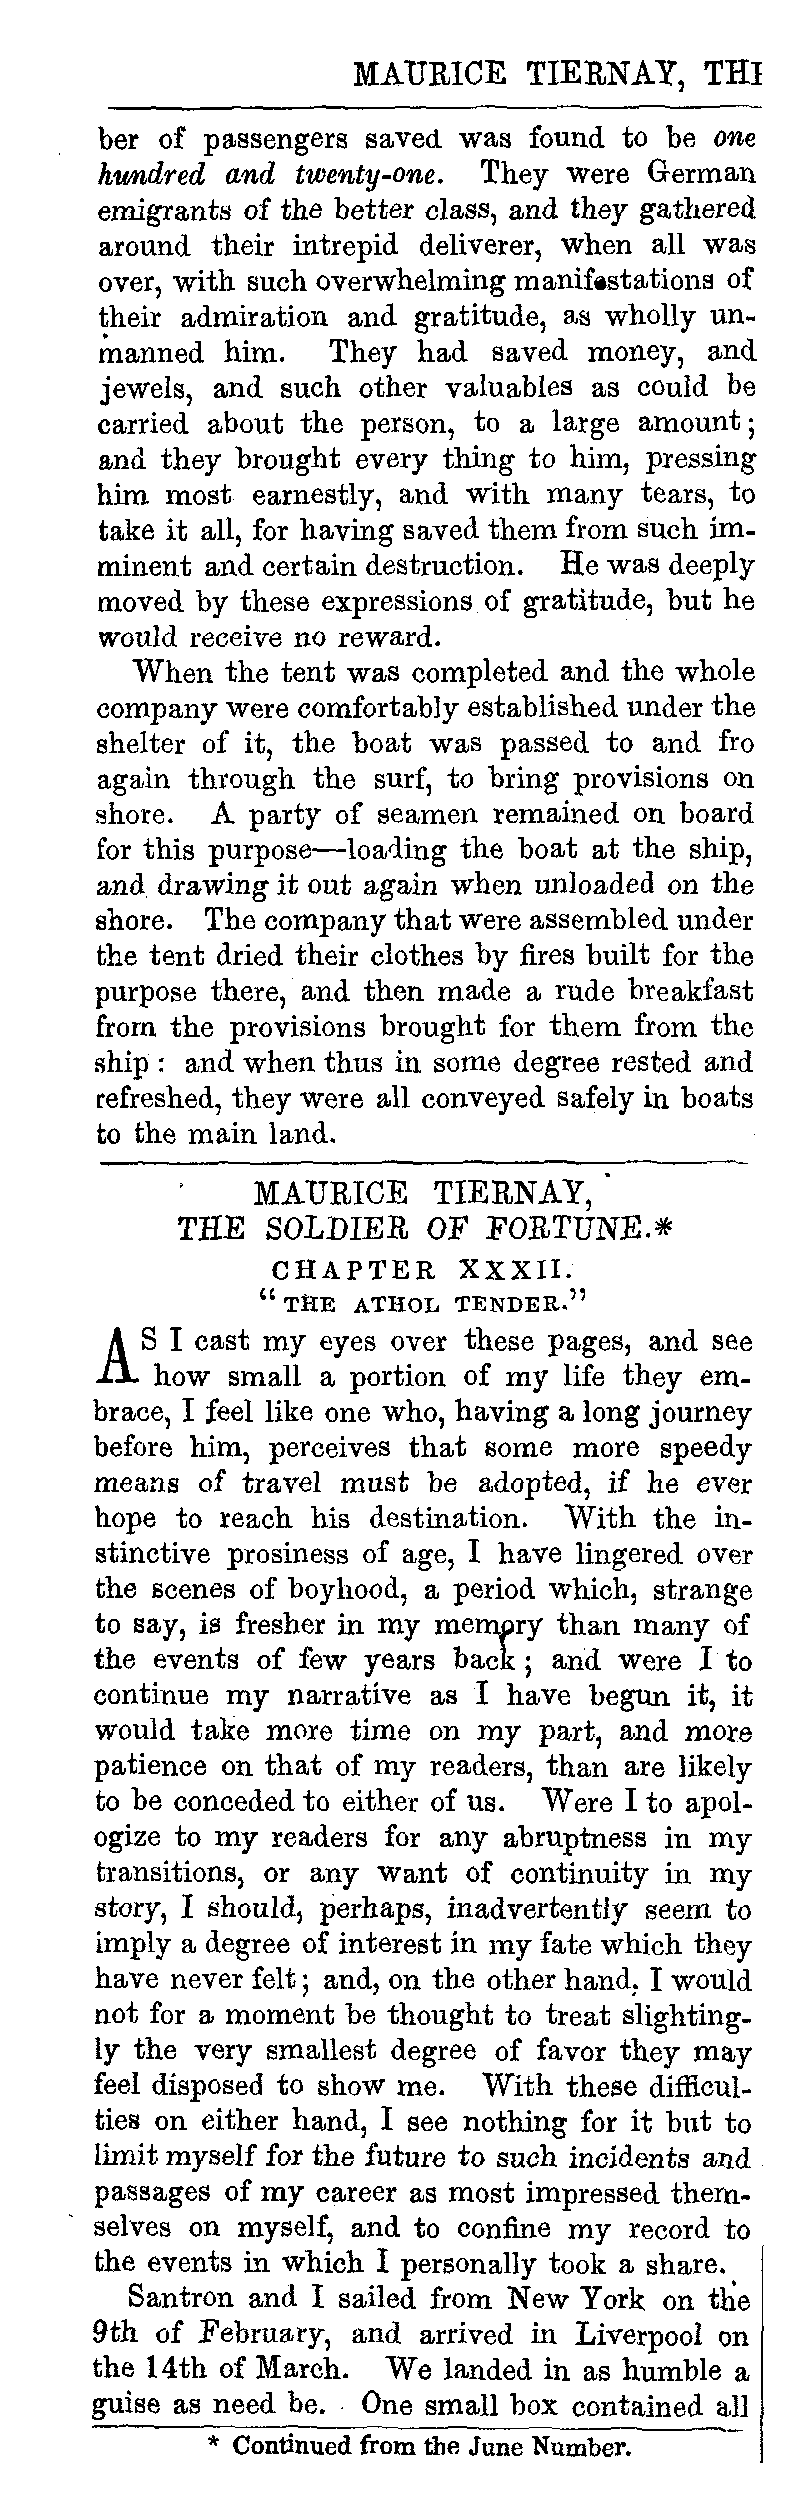 MAURICE TIERNAY, THE
ber of passengers saved was found to be one
hundred and twenty-one. They were German
emigrants of the better class, and they gathered
around their intrepid deliverer, when all was
over, with such overwhelming manifestations of
their admiration and gratitude, as wholly un-
manned him. They had saved money, and
jewels, and such other valuables as could be
carried about the person, to a large amount;
and they brought every thing to him, pressing
him most earnestly, and with many tears, to
take it all, for having saved them from such im-
minent and certain destruction. He was deeply
moved by these expressions of gratitude, but he
would receive no reward.
When the tent was completed and the whole
company were comfortably established under the
shelter of it, the boat was passed to and fro
again through the surf, to bring provisions on
shore. A party of seamen remained on board
for this purpose—loading the boat at the ship,
and drawing it out again when unloaded on the
shore. The company that were assembled under
the tent dried their clothes by fires built for the
purpose there, and then made a rude breakfast
from the provisions brought for them from the
ship: and when thus in some degree rested and
refreshed, they were all conveyed safely in boats
to the main land.
MAURICE TIERNAY,
THE SOLDIER OF FORTUNE.*
CHAPTER XXXII.
"THE ATHOL TENDER."
AS I cast my eyes over these pages, and see
how small a portion of my life they em-
brace, I feel like one who, having a long journey
before him, perceives that some more speedy
means of travel must be adopted, if he ever
hope to reach his destination. With the in-
stinctive prosiness of age, I have lingered over
the scenes of boyhood, a period which, strange
to say, is fresher in my memory than many of
the events of few years back; and were I to
continue my narrative as I have begun it, it
would take more time on my part, and more
patience on that of my readers, than are likely
to be conceded to either of us. Were I to apol-
ogize to my readers for any abruptness in my
transitions, or any want of continuity in my
story, I should, perhaps, inadvertently seem to
imply a degree of interest in my fate which they
have never felt; and, on the other hand, I would
not for a moment be thought to treat slighting-
ly the very smallest degree of favor they may
feel disposed to show me. With these difficul-
ties on either hand, I see nothing for it but to
limit myself for the future to such incidents and
passages of my career as most impressed them-
selves on myself, and to confine my record to
the events in which I personally took a share.
Santron and I sailed from New York on the
9th of February, and arrived in Liverpool on
the 14th of March. We landed in as humble a
guise as need be. One small box contained all
* Continued from the June Number.